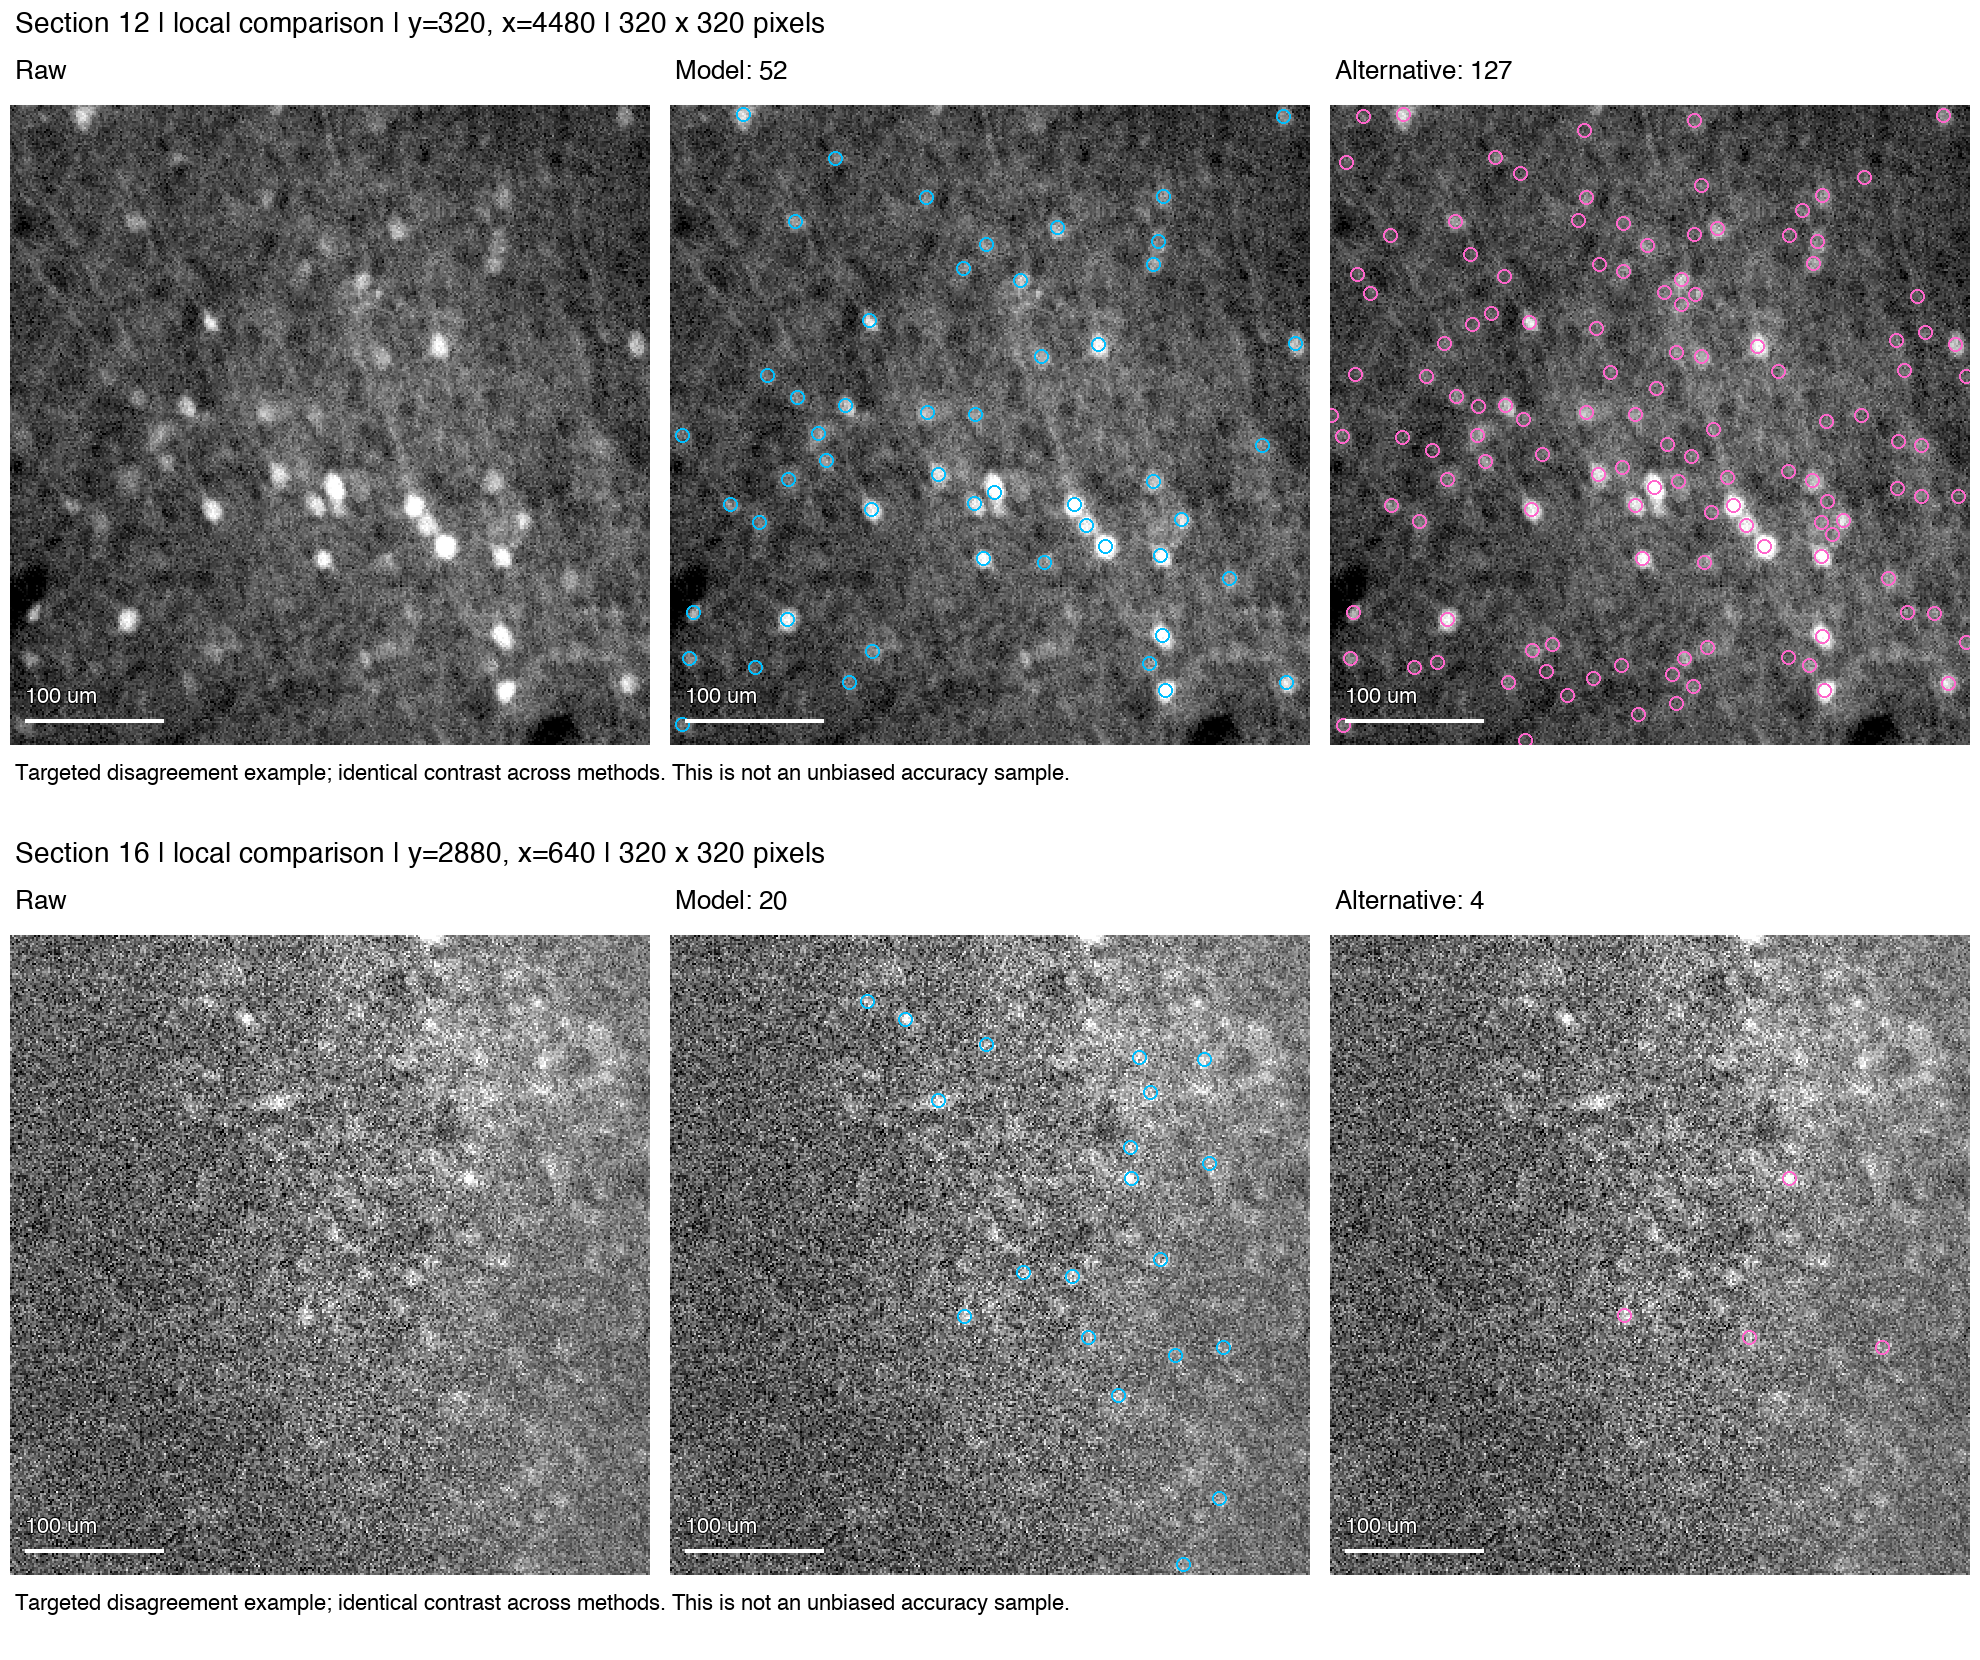 Section 12 | local comparison | y=320, x=4480 | 320 x 320 pixels
Raw
Model: 52
Alternative: 127
100 um
100 um
100 um
Targeted disagreement example; identical contrast across methods. This is not an unbiased accuracy sample.
Section 16 | local comparison | y=2880, x=640 | 320 x 320 pixels
Raw
Model: 20
Alternative: 4
100 um
100 um
100 um
Targeted disagreement example; identical contrast across methods. This is not an unbiased accuracy sample.